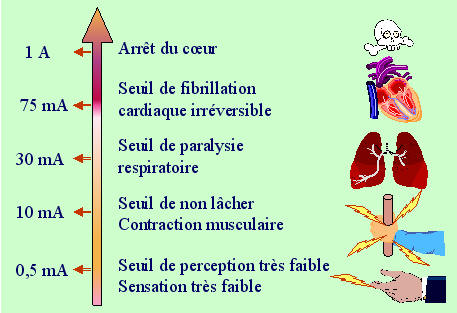 1 A Arrêt du cœur
75 mA Seuil de fibrillation
cardiaque irréversible
30 mA Seuil de paralysie
respiratoire
10 mA Seuil de non lâcher
Contraction musculaire
0,5 mA Seuil de perception très faible
Sensation très faible